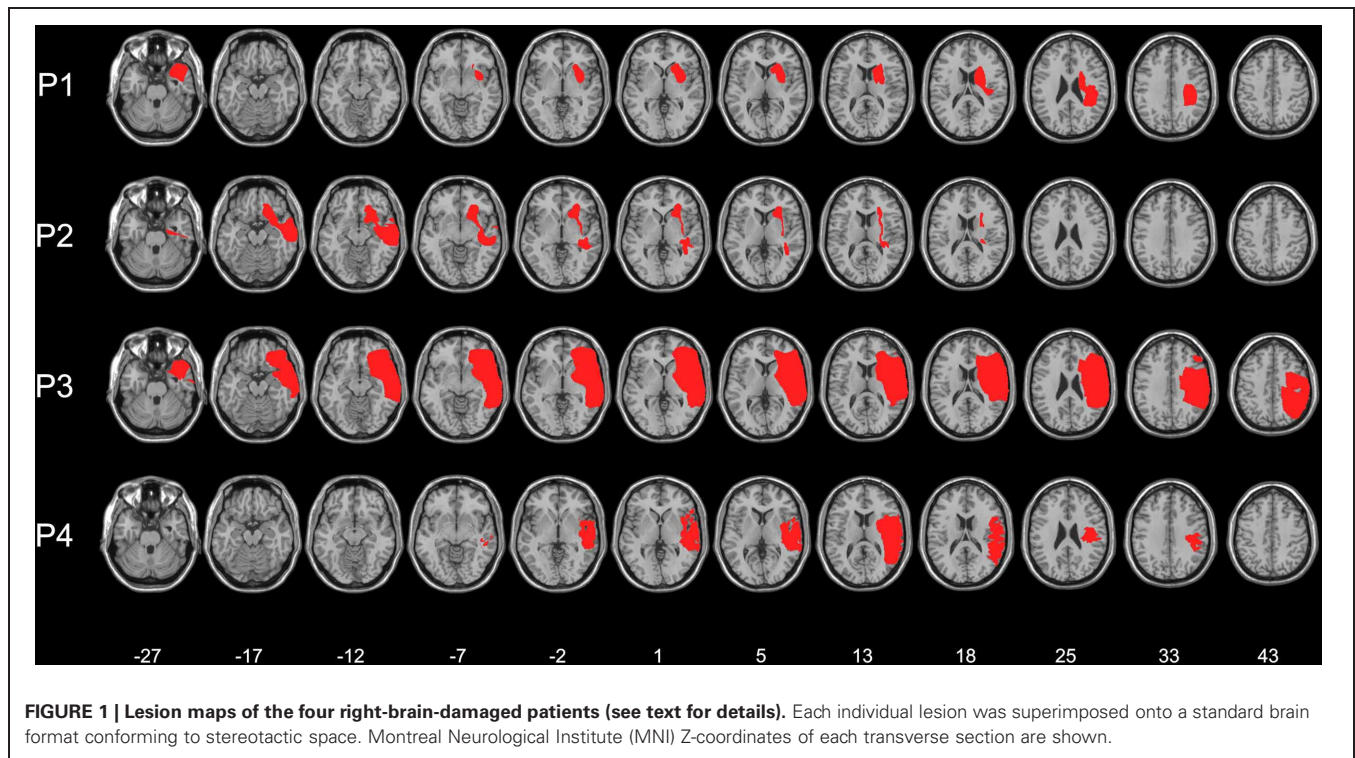 P1
P2
P3
P4
-27 -17 -12 -7 -2 1 5 13 18 25 33 43
FIGURE 1 | Lesion maps of the four right-brain-damaged patients (see text for details). Each individual lesion was superimposed onto a standard brain
format conforming to stereotactic space. Montreal Neurological Institute (MNI) Z-coordinates of each transverse section are shown.